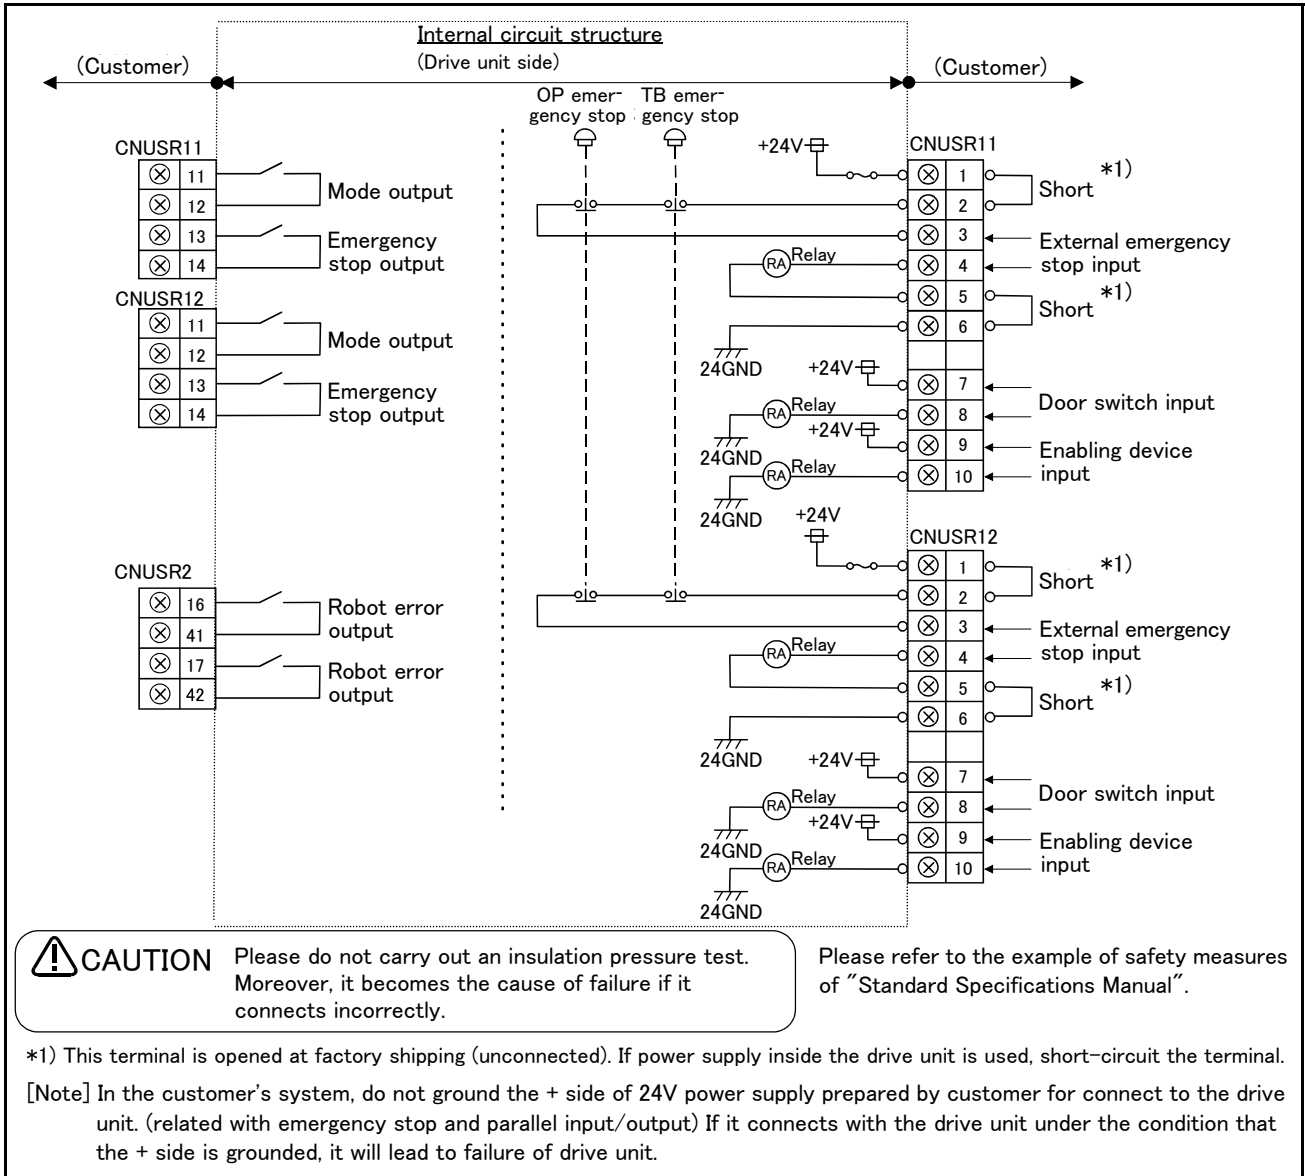 Internal circuit structure
(Drive unit side)
(Customer)
(Customer)
OP emer-
gency stop
TB emer-
gency stop
CNUSR11
11
12
13
14
Mode output
Emergency
stop output
CNUSR12
11
12
13
14
Mode output
Emergency
stop output
CNUSR2
16
41
17
42
Robot error
output
Robot error
output
+24V
CNUSR11
1
2
3
4
5
6
7
8
9
10
Short *1)
External emergency
stop input
Short *1)
Door switch input
Enabling device
input
RA Relay
24GND
+24V
RA Relay
24GND
+24V
RA Relay
24GND
+24V
CNUSR12
1
2
3
4
5
6
7
8
9
10
Short *1)
External emergency
stop input
Short *1)
Door switch input
Enabling device
input
RA Relay
24GND
+24V
RA Relay
24GND
+24V
RA Relay
24GND
CAUTION
Please do not carry out an insulation pressure test.
Moreover, it becomes the cause of failure if it
connects incorrectly.
Please refer to the example of safety measures
of "Standard Specifications Manual".
*1) This terminal is opened at factory shipping (unconnected). If power supply inside the drive unit is used, short-circuit the terminal.
[Note] In the customer's system, do not ground the + side of 24V power supply prepared by customer for connect to the drive
unit. (related with emergency stop and parallel input/output) If it connects with the drive unit under the condition that
the + side is grounded, it will lead to failure of drive unit.